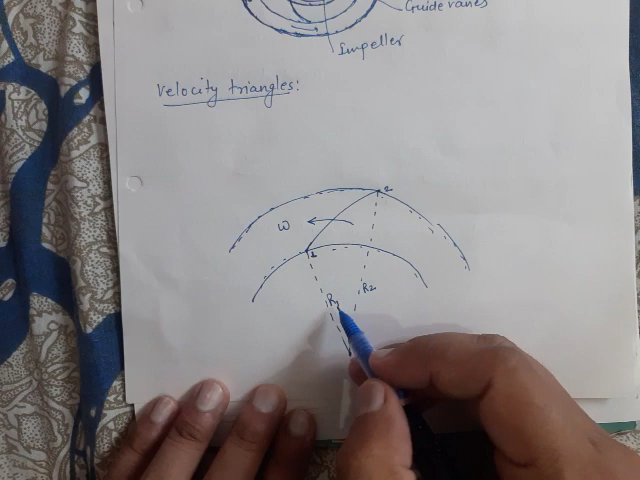 Guide vanes
Impeller
Velocity triangles:
2
ω
1
R2
R1